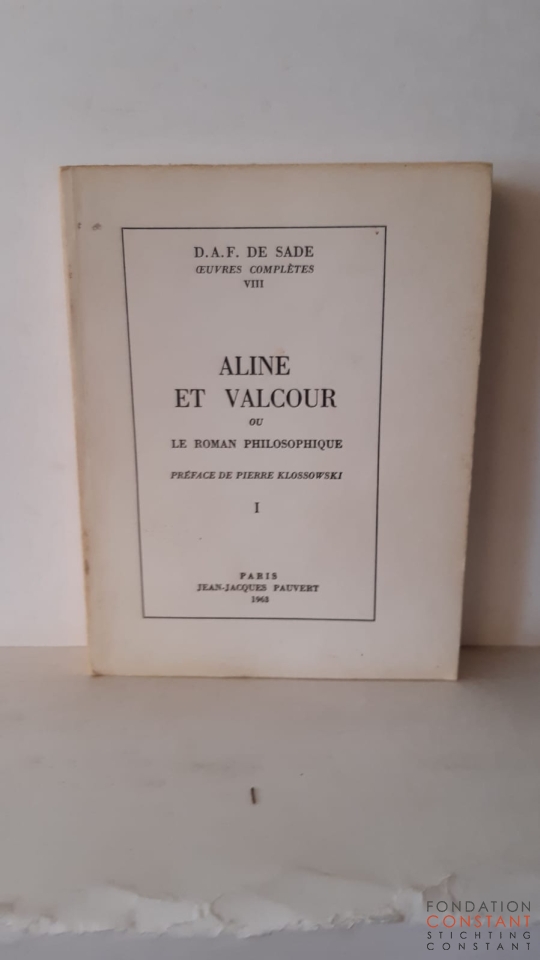 D.A.F. DE SADE
ŒUVRES COMPLÈTES
VIII
ALINE
ET VALCOUR
OU
LE ROMAN PHILOSOPHIQUE
PRÉFACE DE PIERRE KLOSSOWSKI
I
PARIS
JEAN-JACQUES PAUVERT
1963
FONDATION
CONSTANT
STICHTING
CONSTANT